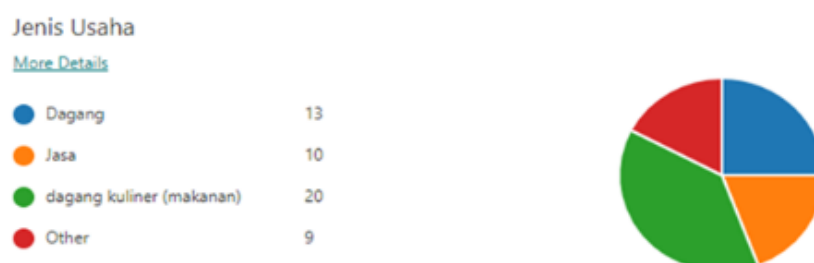 Jenis Usaha
More Details
Dagang 13
Jasa 10
dagang kuliner (makanan) 20
Other 9